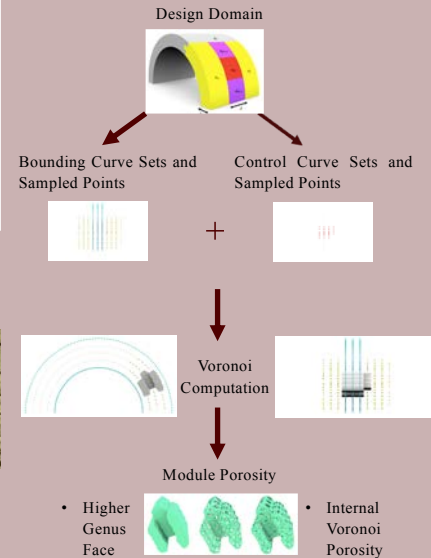 Design Domain
Bounding Curve Sets and
Sampled Points
Control Curve Sets and
Sampled Points
+
Voronoi
Computation
Module Porosity
• Higher
Genus
Face
• Internal
Voronoi
Porosity